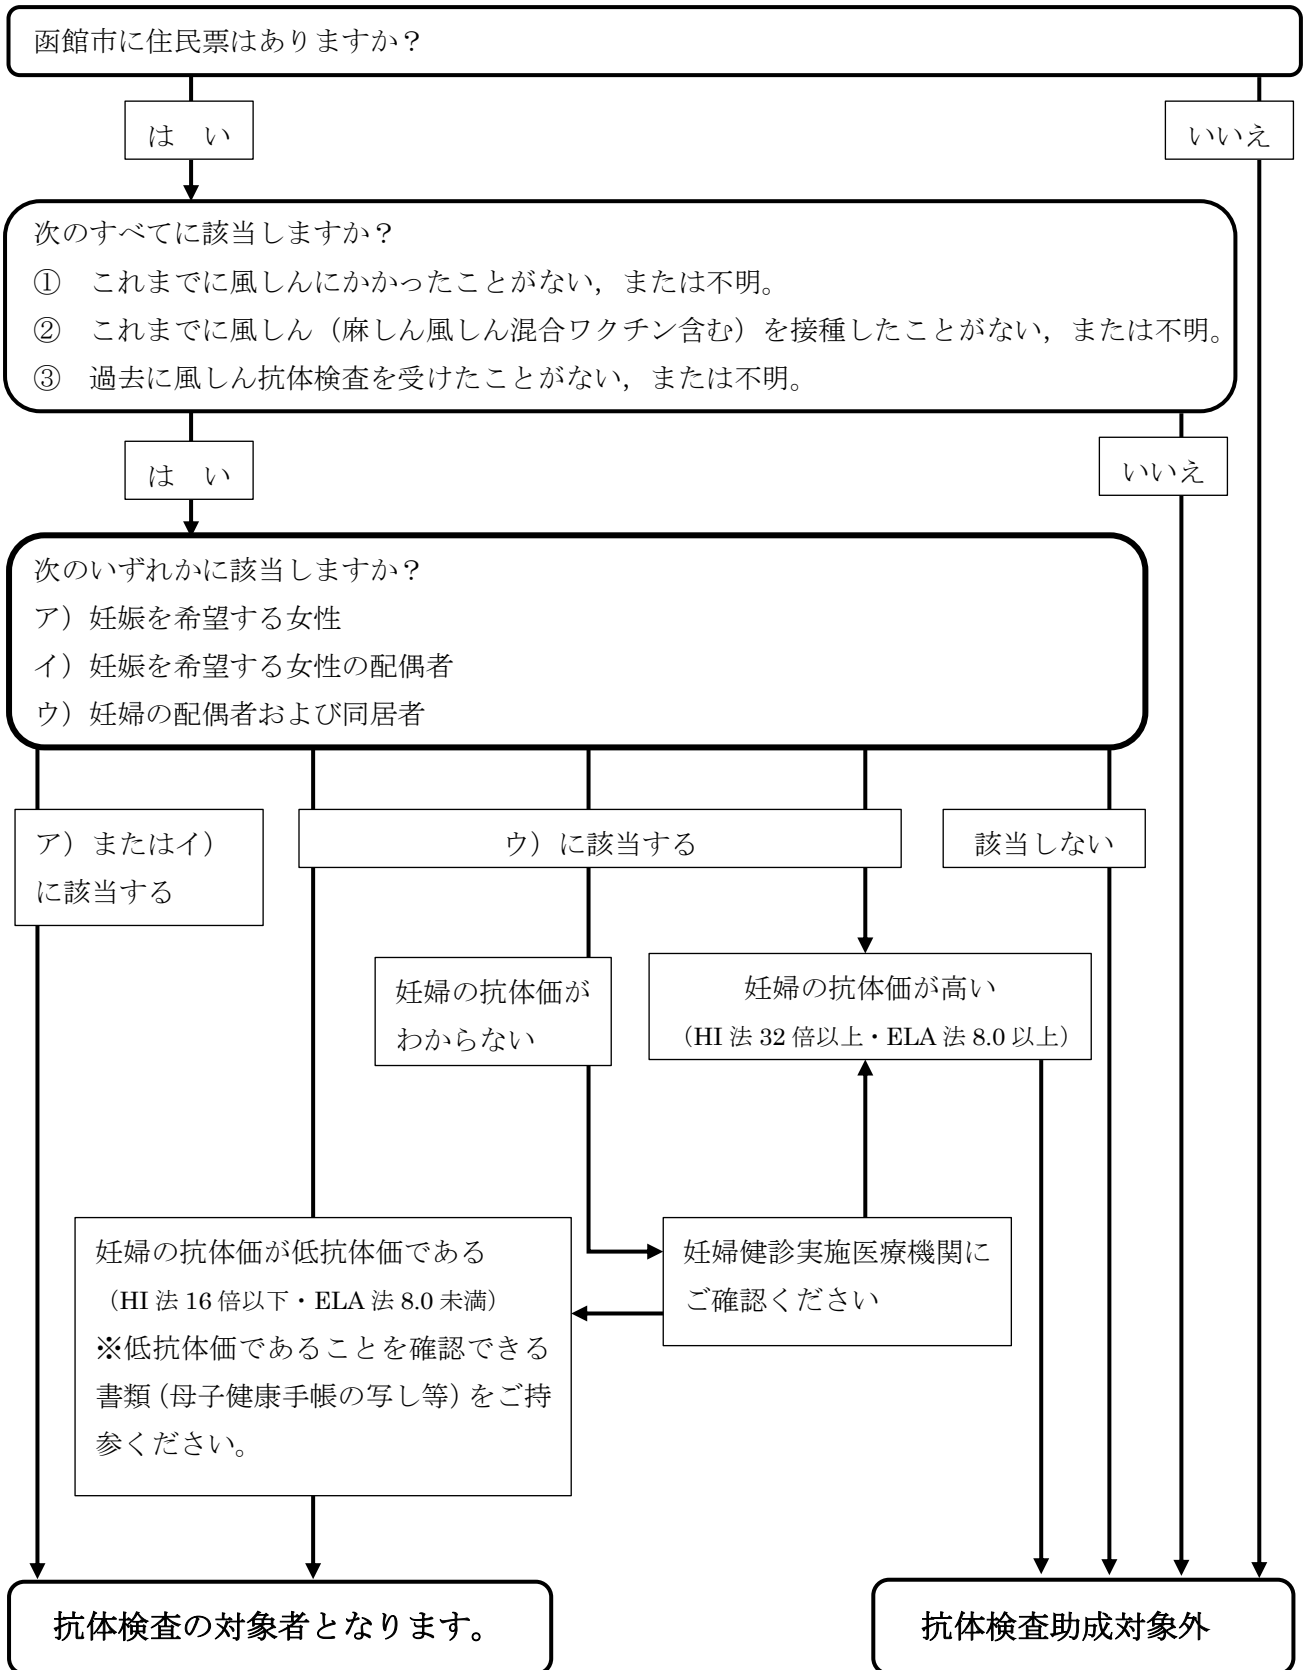 函館市に住民票はありますか？
は　い
いいえ
次のすべてに該当しますか？
①　これまでに風しんにかかったことがない，または不明。
②　これまでに風しん（麻しん風しん混合ワクチン含む）を接種したことがない，または不明。
③　過去に風しん抗体検査を受けたことがない，または不明。
は　い
いいえ
次のいずれかに該当しますか？
ア）妊娠を希望する女性
イ）妊娠を希望する女性の配偶者
ウ）妊婦の配偶者および同居者
ア）またはイ）
に該当する
ウ）に該当する
該当しない
妊婦の抗体価が
わからない
妊婦の抗体価が高い
（HI 法 32 倍以上・ELA 法 8.0 以上）
妊婦の抗体価が低抗体価である
（HI 法 16 倍以下・ELA 法 8.0 未満）
※低抗体価であることを確認できる
書類（母子健康手帳の写し等）をご持
参ください。
妊婦健診実施医療機関に
ご確認ください
抗体検査の対象者となります。
抗体検査助成対象外